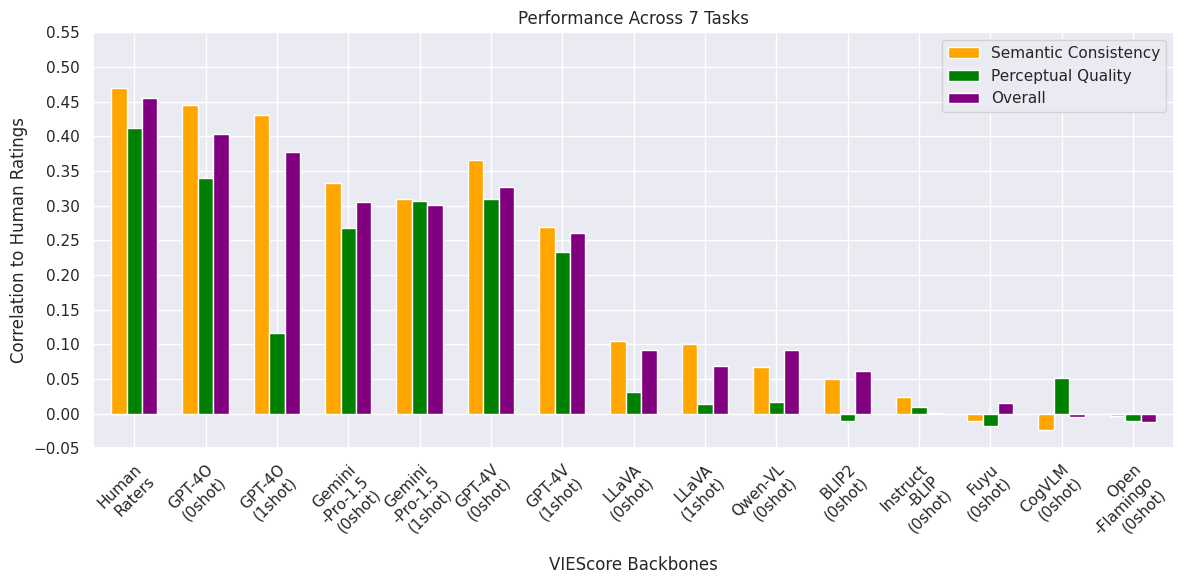 Performance Across 7 Tasks
Correlation to Human Ratings
0.55
0.50
0.45
0.40
0.35
0.30
0.25
0.20
0.15
0.10
0.05
0.00
−0.05
Semantic Consistency
Perceptual Quality
Overall
Human
Raters
GPT-4O
(0shot)
GPT-4O
(1shot)
Gemini
-Pro-1.5
(0shot)
Gemini
-Pro-1.5
(1shot)
GPT-4V
(0shot)
GPT-4V
(1shot)
LLaVA
(0shot)
LLaVA
(1shot)
Qwen-VL
(0shot)
BLIP2
(0shot)
Instruct
-BLIP
(0shot)
Fuyu
(0shot)
CogVLM
(0shot)
Open
-Flamingo
(0shot)
VIEScore Backbones